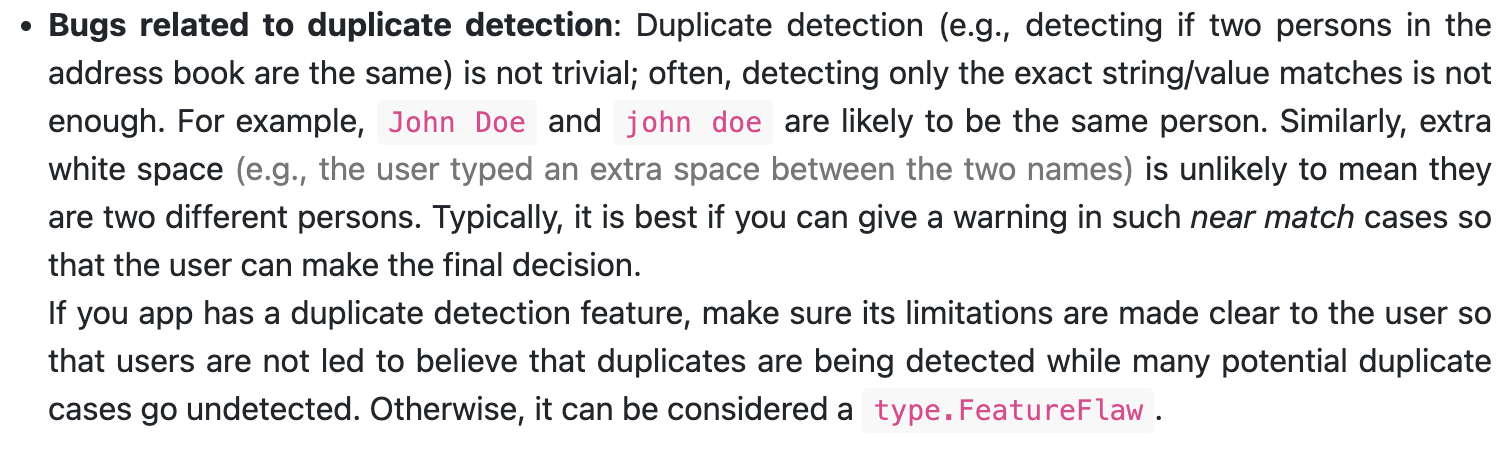 • Bugs related to duplicate detection: Duplicate detection (e.g., detecting if two persons in the
address book are the same) is not trivial; often, detecting only the exact string/value matches is not
enough. For example, John Doe and john doe are likely to be the same person. Similarly, extra
white space (e.g., the user typed an extra space between the two names) is unlikely to mean they
are two different persons. Typically, it is best if you can give a warning in such near match cases so
that the user can make the final decision.
If you app has a duplicate detection feature, make sure its limitations are made clear to the user so
that users are not led to believe that duplicates are being detected while many potential duplicate
cases go undetected. Otherwise, it can be considered a type.FeatureFlaw.